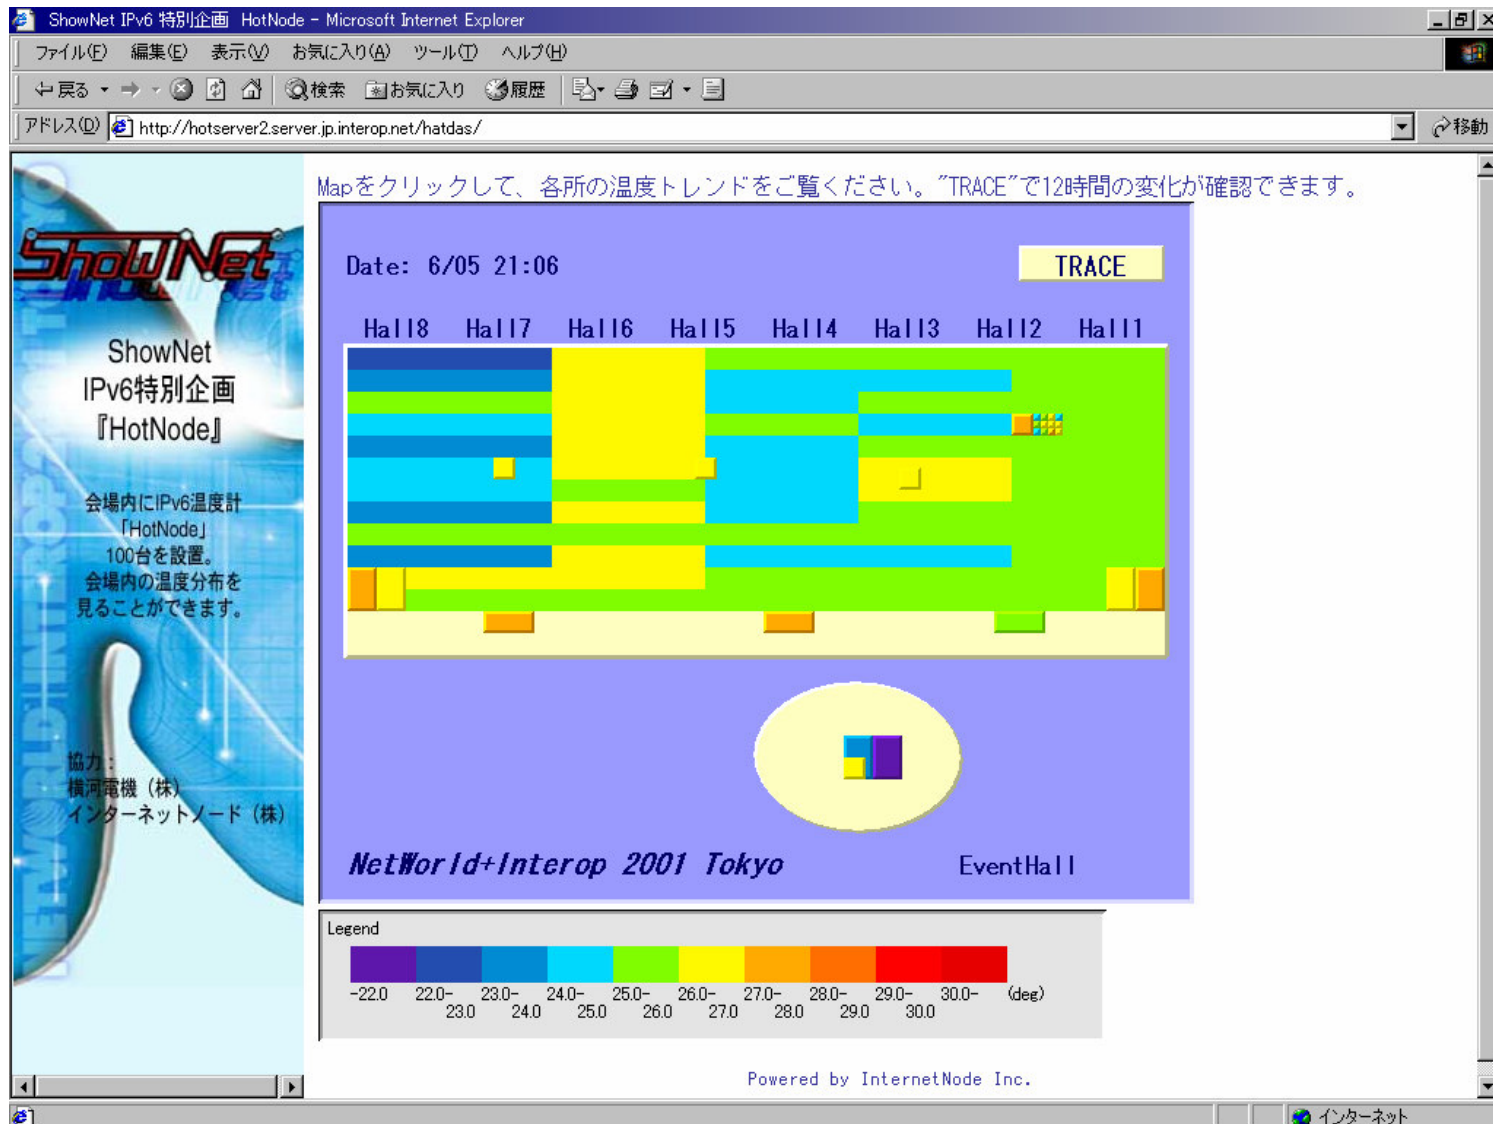 ShowNet IPv6 特別企画 HotNode - Microsoft Internet Explorer
ファイル(F) 編集(E) 表示(V) お気に入り(A) ツール(T) ヘルプ(H)
戻る 検索 お気に入り 履歴
アドレス(D) http://hotserver2.server.jp.interop.net/hatdas/ 移動
ShowNet
ShowNet
IPv6特別企画
『HotNode』
会場内にIPv6温度計
「HotNode」
100台を設置。
会場内の温度分布を
見ることができます。
協力:
横河電機(株)
インターネットノード(株)
Mapをクリックして、各所の温度トレンドをご覧ください。"TRACE"で12時間の変化が確認できます。
Date: 6/05 21:06
TRACE
Hall8 Hall7 Hall6 Hall5 Hall4 Hall3 Hall2 Hall1
NetWorld+Interop 2001 Tokyo
EventHall
Legend
-22.0 22.0- 23.0- 24.0- 25.0- 26.0- 27.0- 28.0- 29.0- 30.0- (deg)
23.0 24.0 25.0 26.0 27.0 28.0 29.0 30.0
Powered by InternetNode Inc.
インターネット